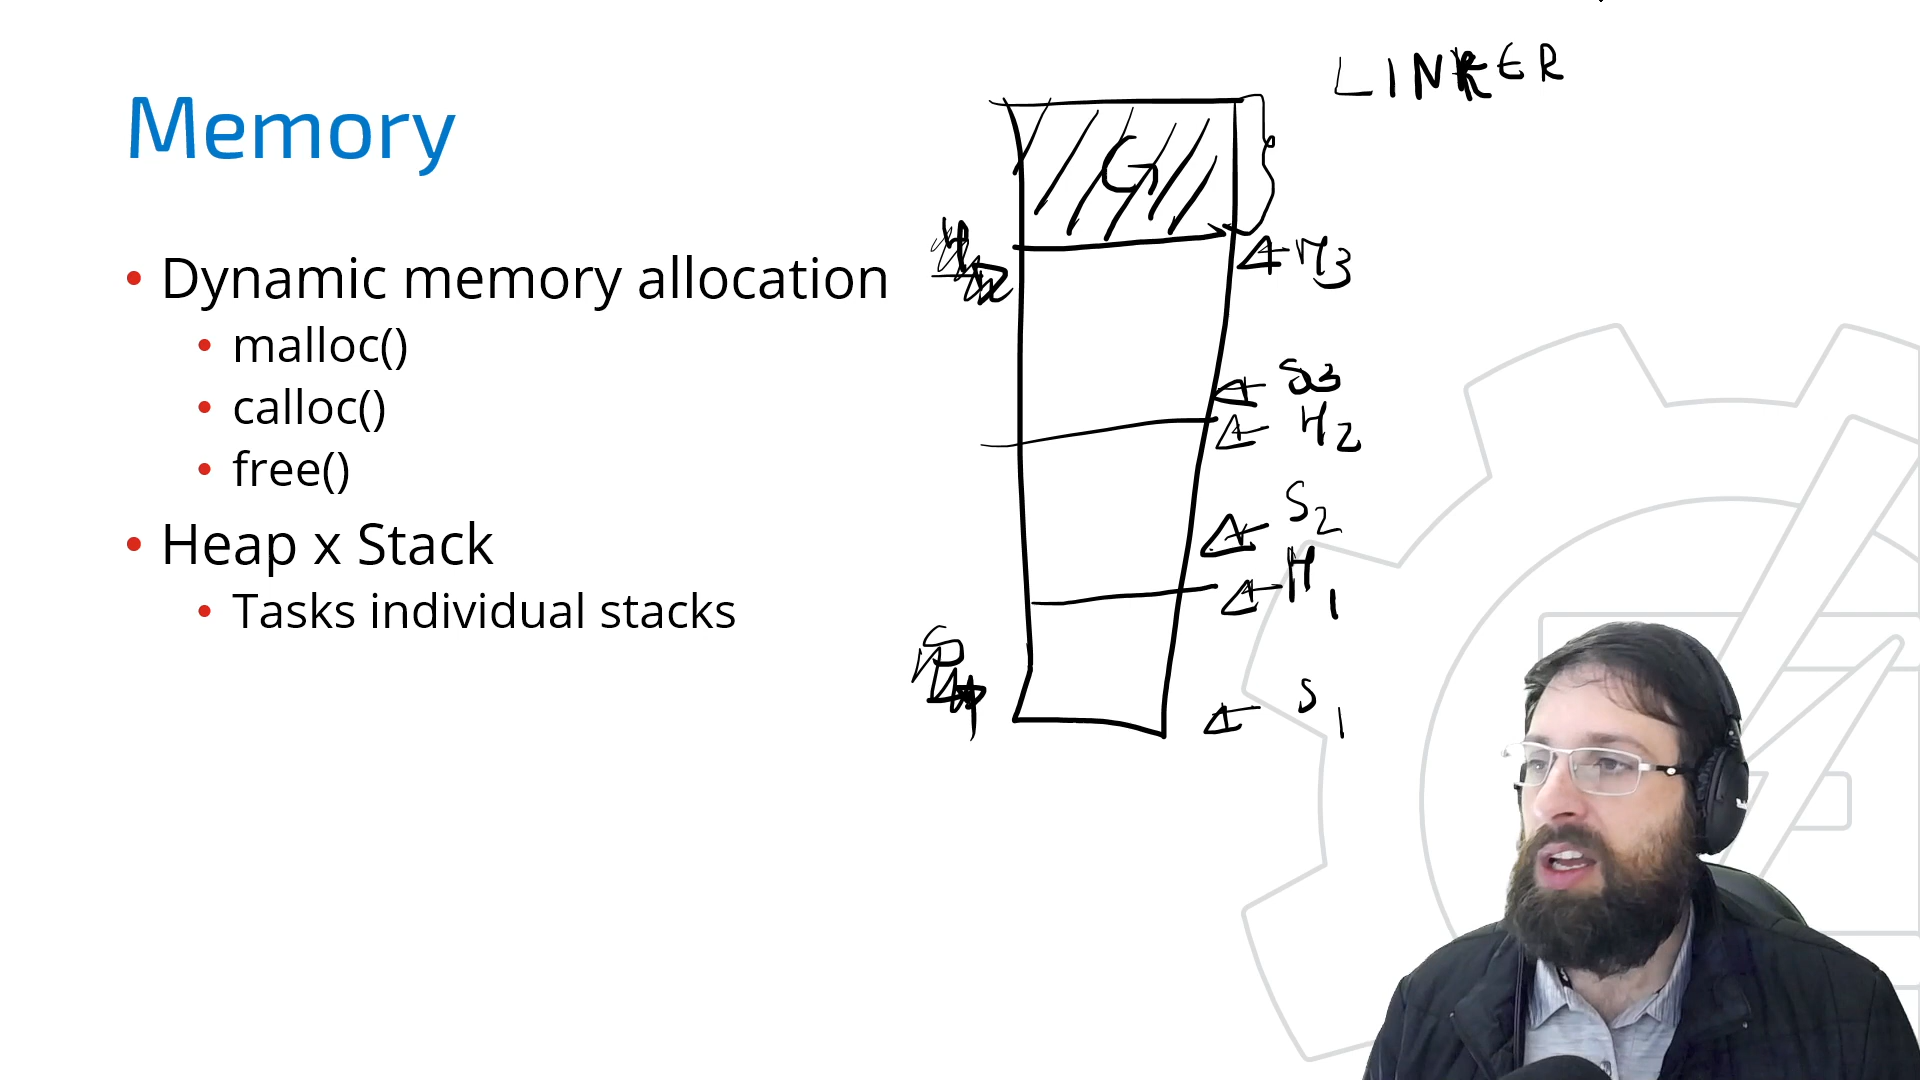 Memory
• Dynamic memory allocation
• malloc()
• calloc()
• free()
• Heap x Stack
• Tasks individual stacks
LINKER
G
H3
S3
H2
S2
H1
S1